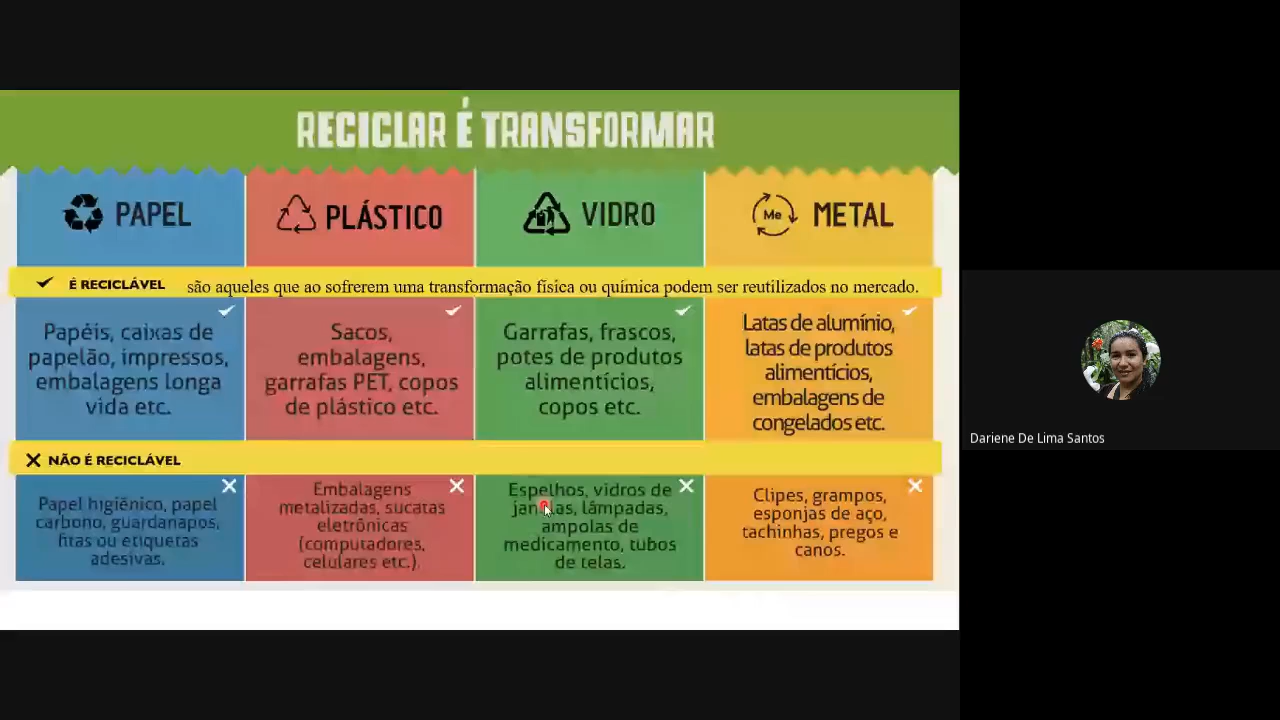 RECICLAR É TRANSFORMAR
PAPEL
PLÁSTICO
VIDRO
Me
METAL
É RECICLÁVEL são aqueles que ao sofrerem uma transformação física ou química podem ser reutilizados no mercado.
Papéis, caixas de
papelão, impressos,
embalagens longa
vida etc.
Sacos,
embalagens,
garrafas PET, copos
de plástico etc.
Garrafas, frascos,
potes de produtos
alimentícios,
copos etc.
Latas de alumínio,
latas de produtos
alimentícias,
embalagens de
congelados etc.
NÃO É RECICLÁVEL
Papel higiênico, papel
carbono, guardanapos,
fitas ou etiquetas
adesivas.
Embalagens
metalizadas, sucatas
eletrônicas
(computadores,
celulares etc.).
Espelhos, vidros de
janelas, lâmpadas,
ampolas de
medicamento, tubos
de telas.
Clipes, grampos,
esponjas de aço,
tachinhas, pregos e
canos.
Dariene De Lima Santos